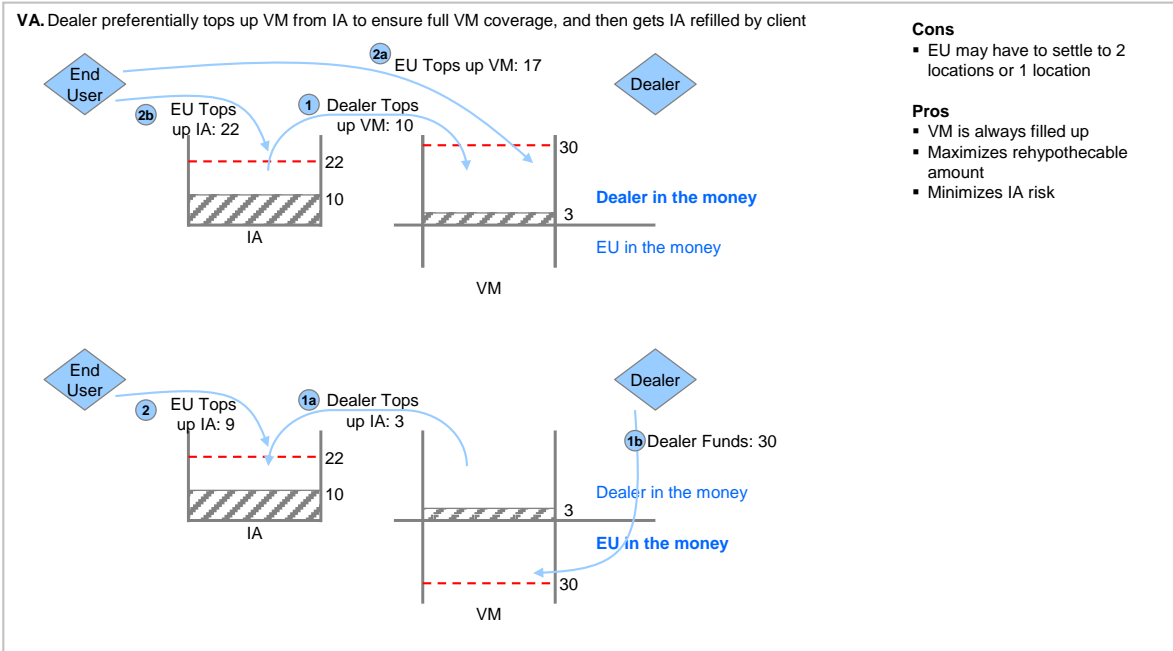 VA. Dealer preferentially tops up VM from IA to ensure full VM coverage, and then gets IA refilled by client
End
User
2a
EU Tops up VM: 17
Dealer
2b
EU Tops
up IA: 22
1
Dealer Tops
up VM: 10
22
10
IA
30
3
Dealer in the money
EU in the money
VM
Cons
▪ EU may have to settle to 2
locations or 1 location
Pros
▪ VM is always filled up
▪ Maximizes rehypothecable
amount
▪ Minimizes IA risk
End
User
Dealer
2
EU Tops
up IA: 9
1a
Dealer Tops
up IA: 3
1b
Dealer Funds: 30
22
10
IA
Dealer in the money
3
EU in the money
30
VM